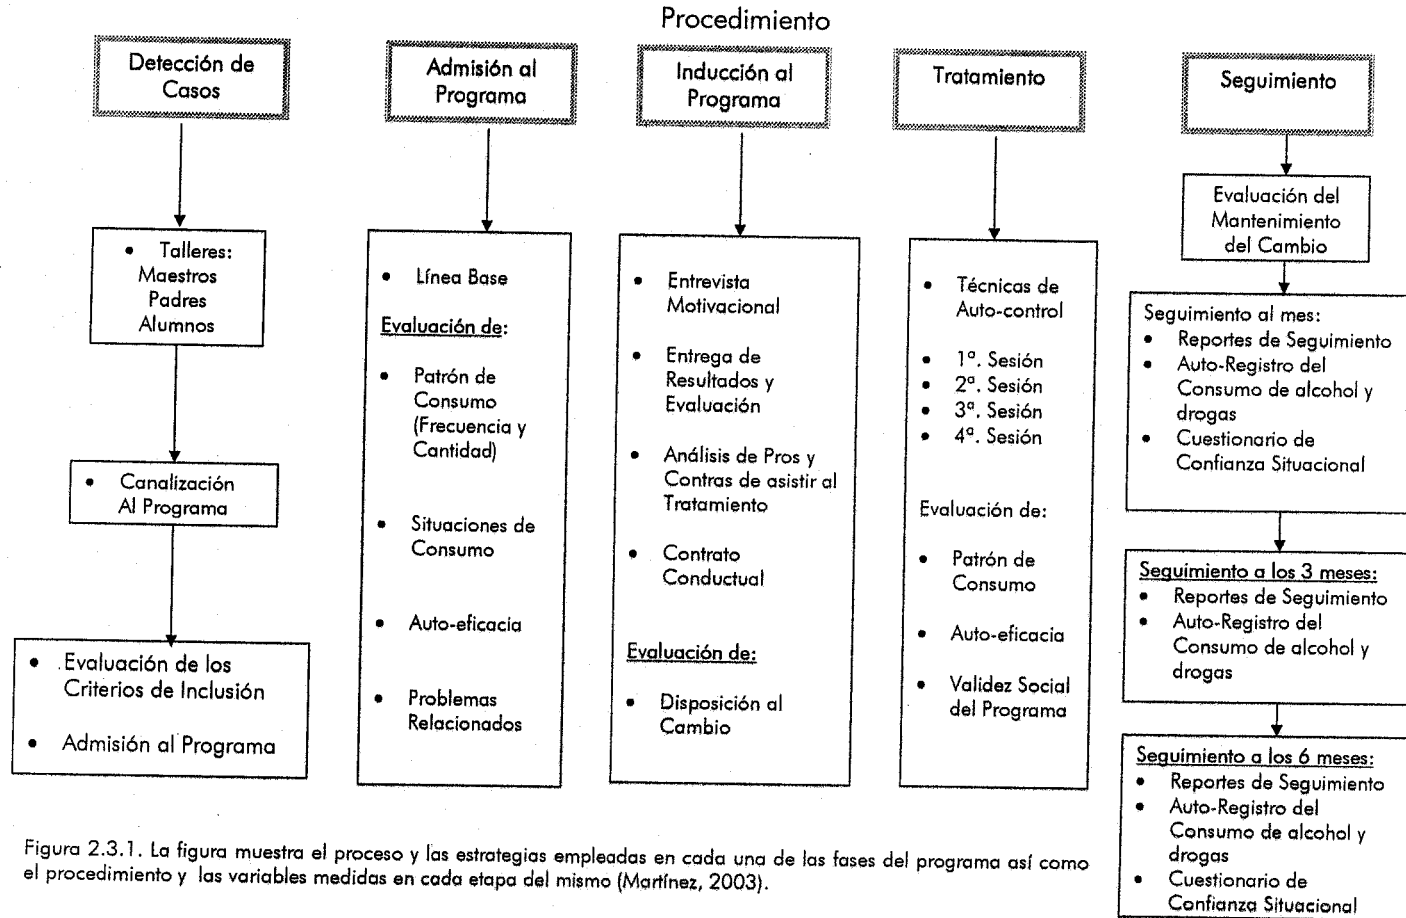 Procedimiento
Detección de
Casos
• Talleres:
Maestros
Padres
Alumnos
• Canalización
Al Programa
• Evaluación de los
Criterios de Inclusión
• Admisión al Programa
Admisión al
Programa
• Línea Base
Evaluación de:
• Patrón de
Consumo
(Frecuencia y
Cantidad)
• Situaciones de
Consumo
• Auto-eficacia
• Problemas
Relacionados
Inducción al
Programa
• Entrevista
Motivacional
• Entrega de
Resultados y
Evaluación
• Análisis de Pros y
Contras de asistir al
Tratamiento
• Contrato
Conductual
Evaluación de:
• Disposición al
Cambio
Tratamiento
• Técnicas de
Auto-control
• 1ª. Sesión
• 2ª. Sesión
• 3ª. Sesión
• 4ª. Sesión
Evaluación de:
• Patrón de
Consumo
• Auto-eficacia
• Validez Social
del Programa
Seguimiento
Evaluación del
Mantenimiento
del Cambio
Seguimiento al mes:
• Reportes de Seguimiento
• Auto-Registro del
Consumo de alcohol y
drogas
• Cuestionario de
Confianza Situacional
Seguimiento a los 3 meses:
• Reportes de Seguimiento
• Auto-Registro del
Consumo de alcohol y
drogas
Seguimiento a los 6 meses:
• Reportes de Seguimiento
• Auto-Registro del
Consumo de alcohol y
drogas
• Cuestionario de
Confianza Situacional
Figura 2.3.1. La figura muestra el proceso y las estrategias empleadas en cada una de las fases del programa así como
el procedimiento y las variables medidas en cada etapa del mismo (Martínez, 2003).